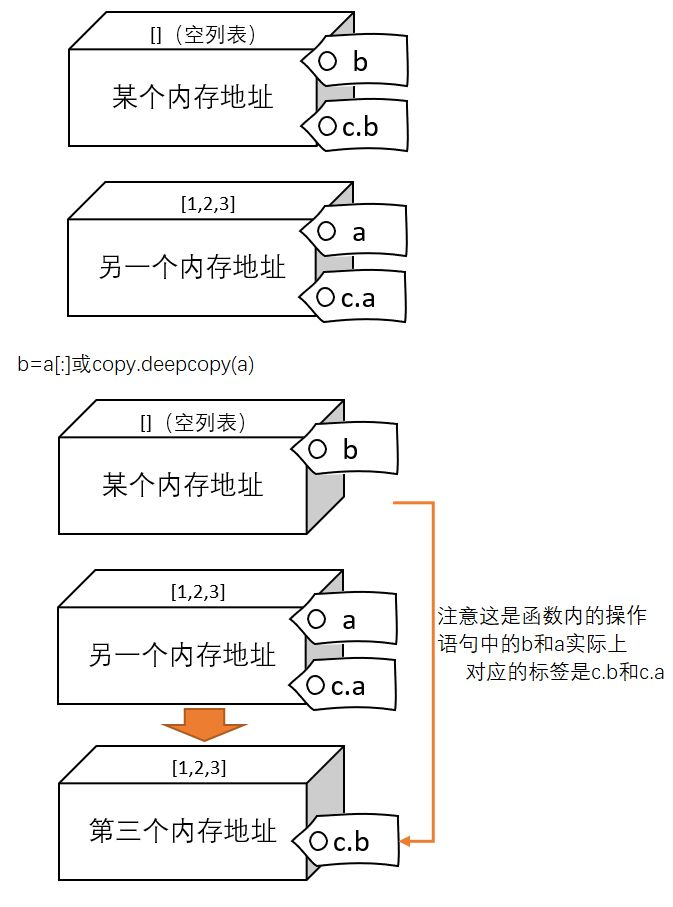 []（空列表）
b
某个内存地址
c.b
[1,2,3]
a
另一个内存地址
c.a
b=a[:]或copy.deepcopy(a)
[]（空列表）
b
某个内存地址
[1,2,3]
a
另一个内存地址
c.a
注意这是函数内的操作
语句中的b和a实际上
对应的标签是c.b和c.a
[1,2,3]
第三个内存地址
c.b